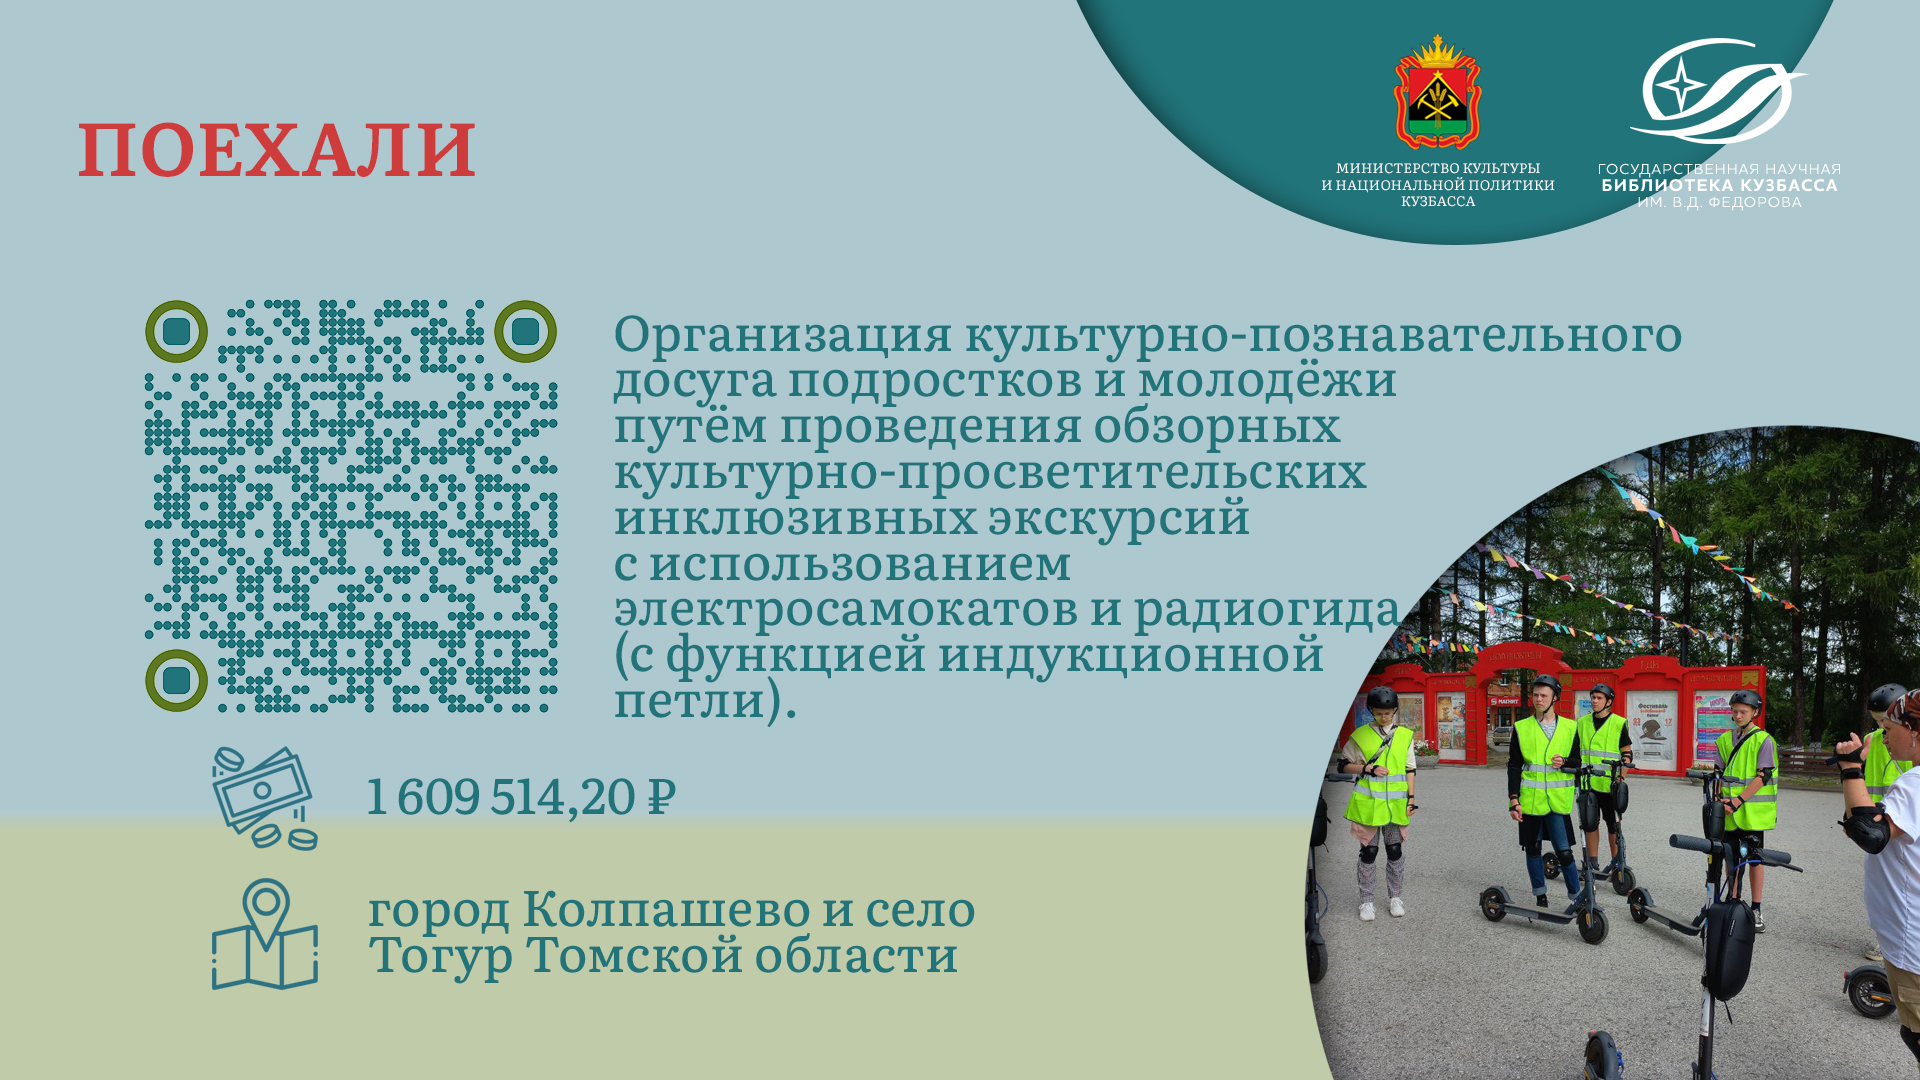 ПОЕХАЛИ
МИНИСТЕРСТВО КУЛЬТУРЫ
И НАЦИОНАЛЬНОЙ ПОЛИТИКИ
КУЗБАССА
ГОСУДАРСТВЕННАЯ НАУЧНАЯ
БИБЛИОТЕКА КУЗБАССА
ИМ. В.Д. ФЕДОРОВА
Организация культурно-познавательного
досуга подростков и молодёжи
путём проведения обзорных
культурно-просветительских
инклюзивных экскурсий
с использованием
электросамокатов и радиогида
(с функцией индукционной
петли).
1 609 514,20 ₽
город Колпашево и село
Тогур Томской области
МАГНИТ
Фестиваль